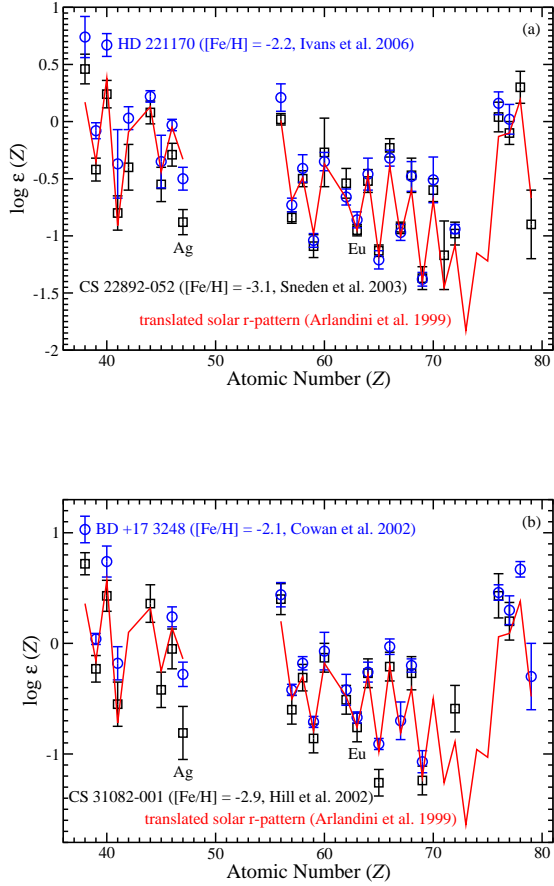 1
0.5
0
-0.5
-1
-1.5
-2
log ε (Z)
(a)
HD 221170 ([Fe/H] = -2.2, Ivans et al. 2006)
Ag
Eu
CS 22892-052 ([Fe/H] = -3.1, Sneden et al. 2003)
translated solar r-pattern (Arlandini et al. 1999)
40 50 60 70 80
Atomic Number (Z)
1
0
-1
log ε (Z)
(b)
BD +17 3248 ([Fe/H] = -2.1, Cowan et al. 2002)
Ag
Eu
CS 31082-001 ([Fe/H] = -2.9, Hill et al. 2002)
translated solar r-pattern (Arlandini et al. 1999)
40 50 60 70 80
Atomic Number (Z)